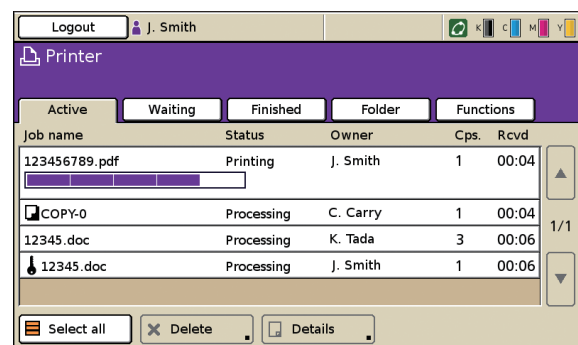 Logout J. Smith K C M Y
Printer
Active Waiting Finished Folder Functions
Job name Status Owner Cps. Rcvd
123456789.pdf Printing J. Smith 1 00:04
COPY-0 Processing C. Carry 1 00:04
1/1
12345.doc Processing K. Tada 3 00:06
12345.doc Processing J. Smith 1 00:06
Select all Delete Details